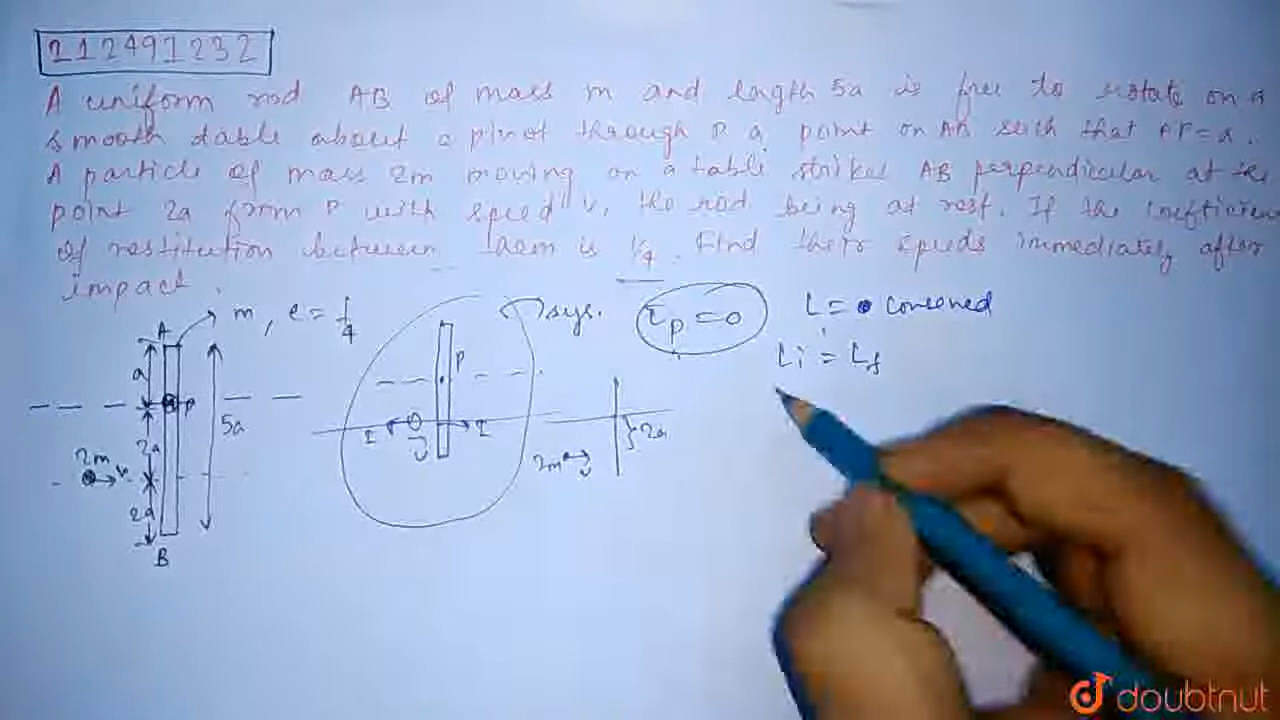 212491232
A uniform rod AB of mass m and length 5a is free to rotate on a
smooth table about a pivot through P a point on AB such that AP = a.
A particle of mass 2m moving on a table strikes AB perpendicular at the
point 2a from P with speed v, the rod being at rest. If the coefficien
of restitution between them is 1/4. Find their speeds immediately after
impact.
A m, e = 1/4
a P 5a
2a
2m v
2a
B
sys.
P
I I
v
τp = 0
2m v 2a
L = conserved
Li = Lf
doubtnut